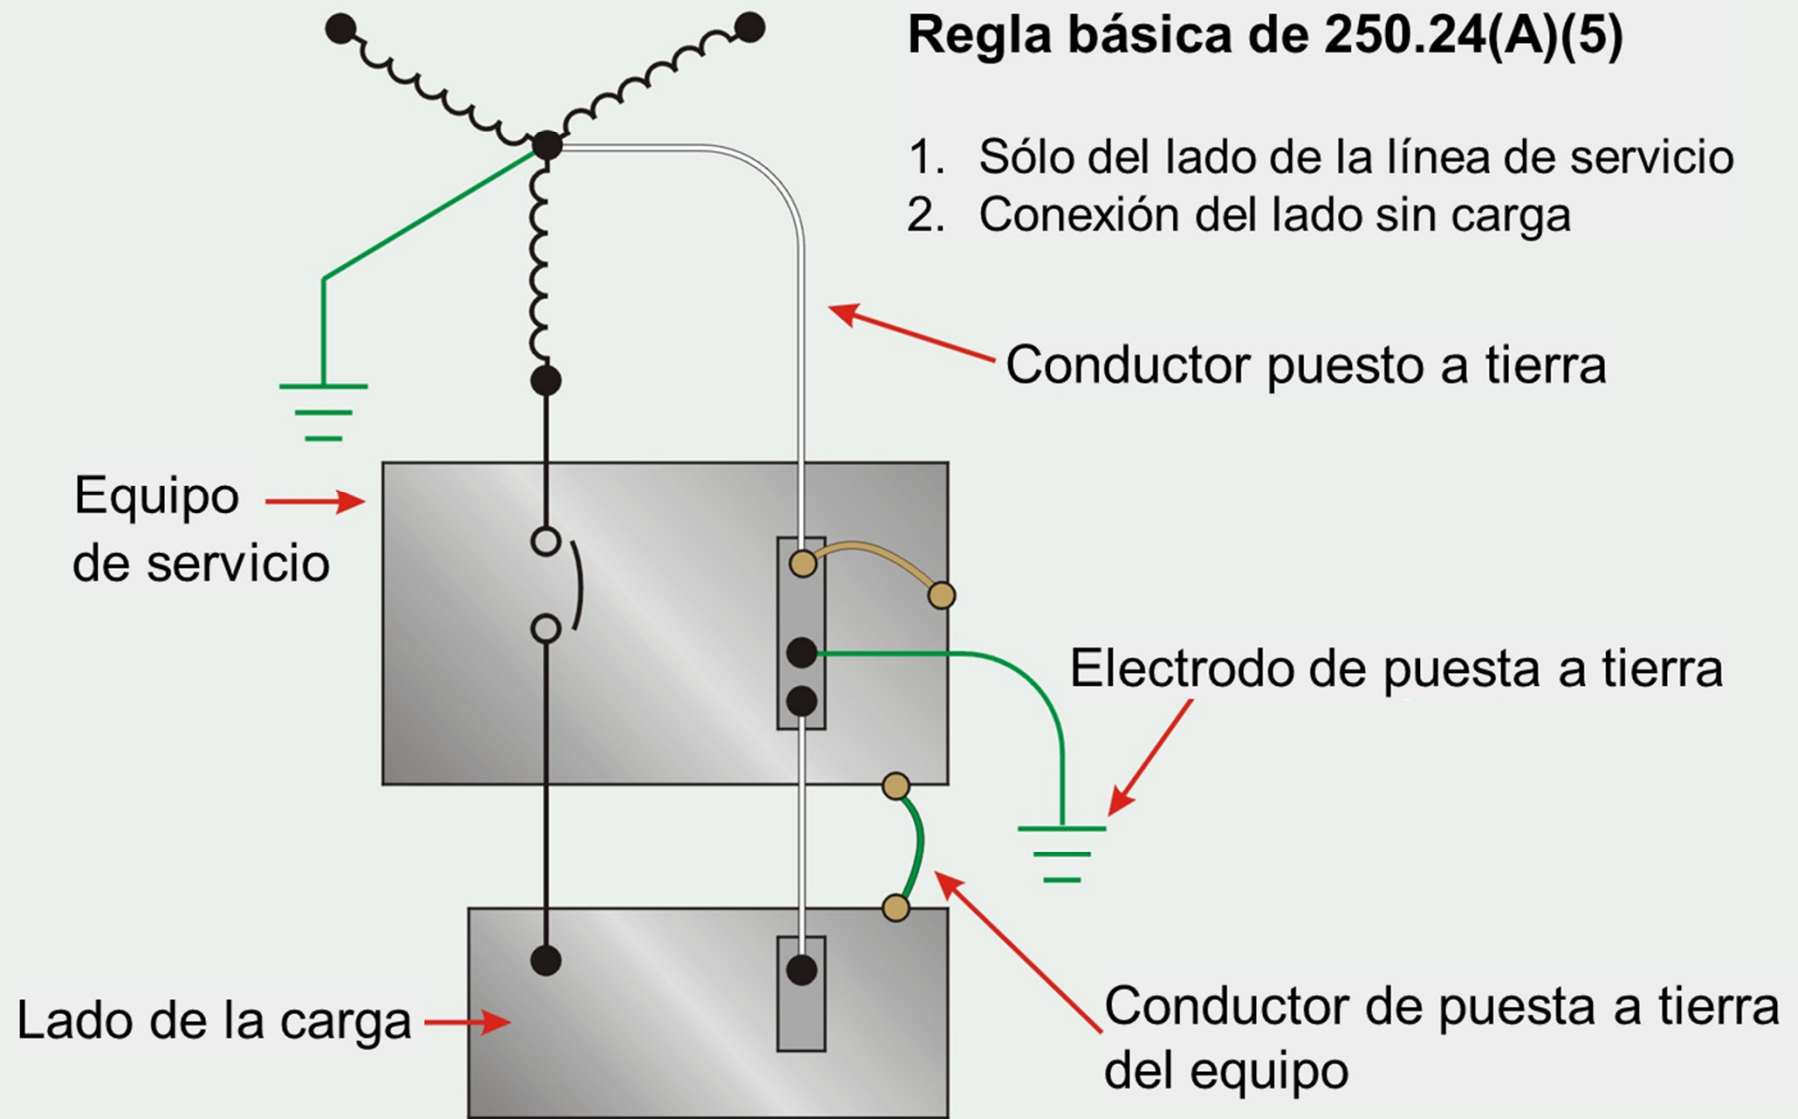 Regla básica de 250.24(A)(5)
1. Sólo del lado de la línea de servicio
2. Conexión del lado sin carga
Conductor puesto a tierra
Equipo
de servicio
Electrodo de puesta a tierra
Lado de la carga
Conductor de puesta a tierra
del equipo